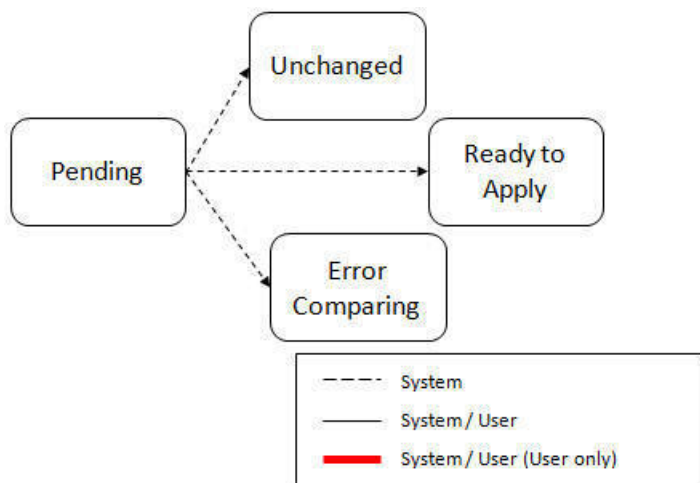 Unchanged
Pending
Ready to
Apply
Error
Comparing
System
System / User
System / User (User only)